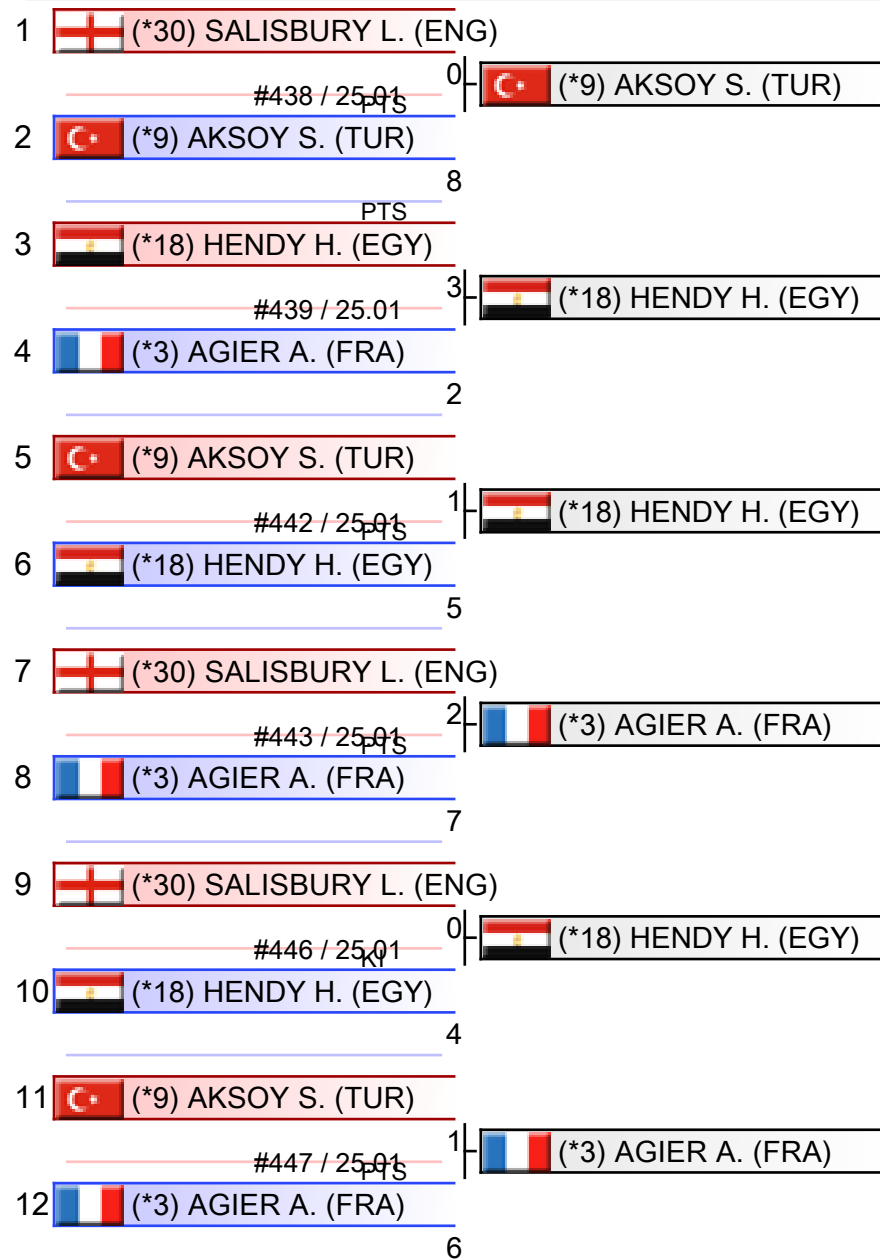 1 (*30) SALISBURY L. (ENG)
0 (*9) AKSOY S. (TUR)
#438 / 25.01 PTS
2 (*9) AKSOY S. (TUR)
8
PTS
3 (*18) HENDY H. (EGY)
3 (*18) HENDY H. (EGY)
#439 / 25.01
4 (*3) AGIER A. (FRA)
2
5 (*9) AKSOY S. (TUR)
1 (*18) HENDY H. (EGY)
#442 / 25.01 PTS
6 (*18) HENDY H. (EGY)
5
7 (*30) SALISBURY L. (ENG)
2 (*3) AGIER A. (FRA)
#443 / 25.01 PTS
8 (*3) AGIER A. (FRA)
7
9 (*30) SALISBURY L. (ENG)
0 (*18) HENDY H. (EGY)
#446 / 25.01 KI
10 (*18) HENDY H. (EGY)
4
11 (*9) AKSOY S. (TUR)
1 (*3) AGIER A. (FRA)
#447 / 25.01 PTS
12 (*3) AGIER A. (FRA)
6